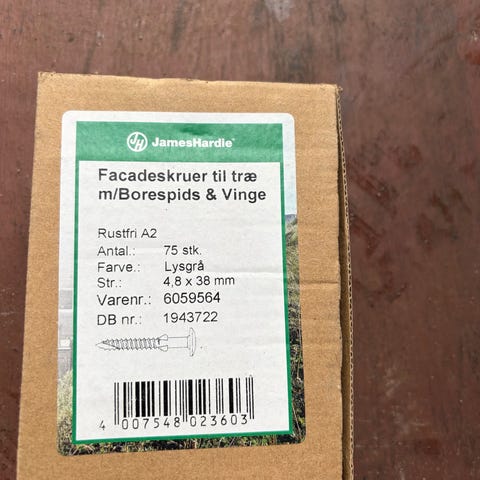 JH JamesHardie
Facadeskruer til træ
m/Borespids & Vinge
Rustfri A2
Antal.: 75 stk.
Farve.: Lysgrå
Str.: 4,8 x 38 mm
Varenr.: 6059564
DB nr.: 1943722
4 007548 023603